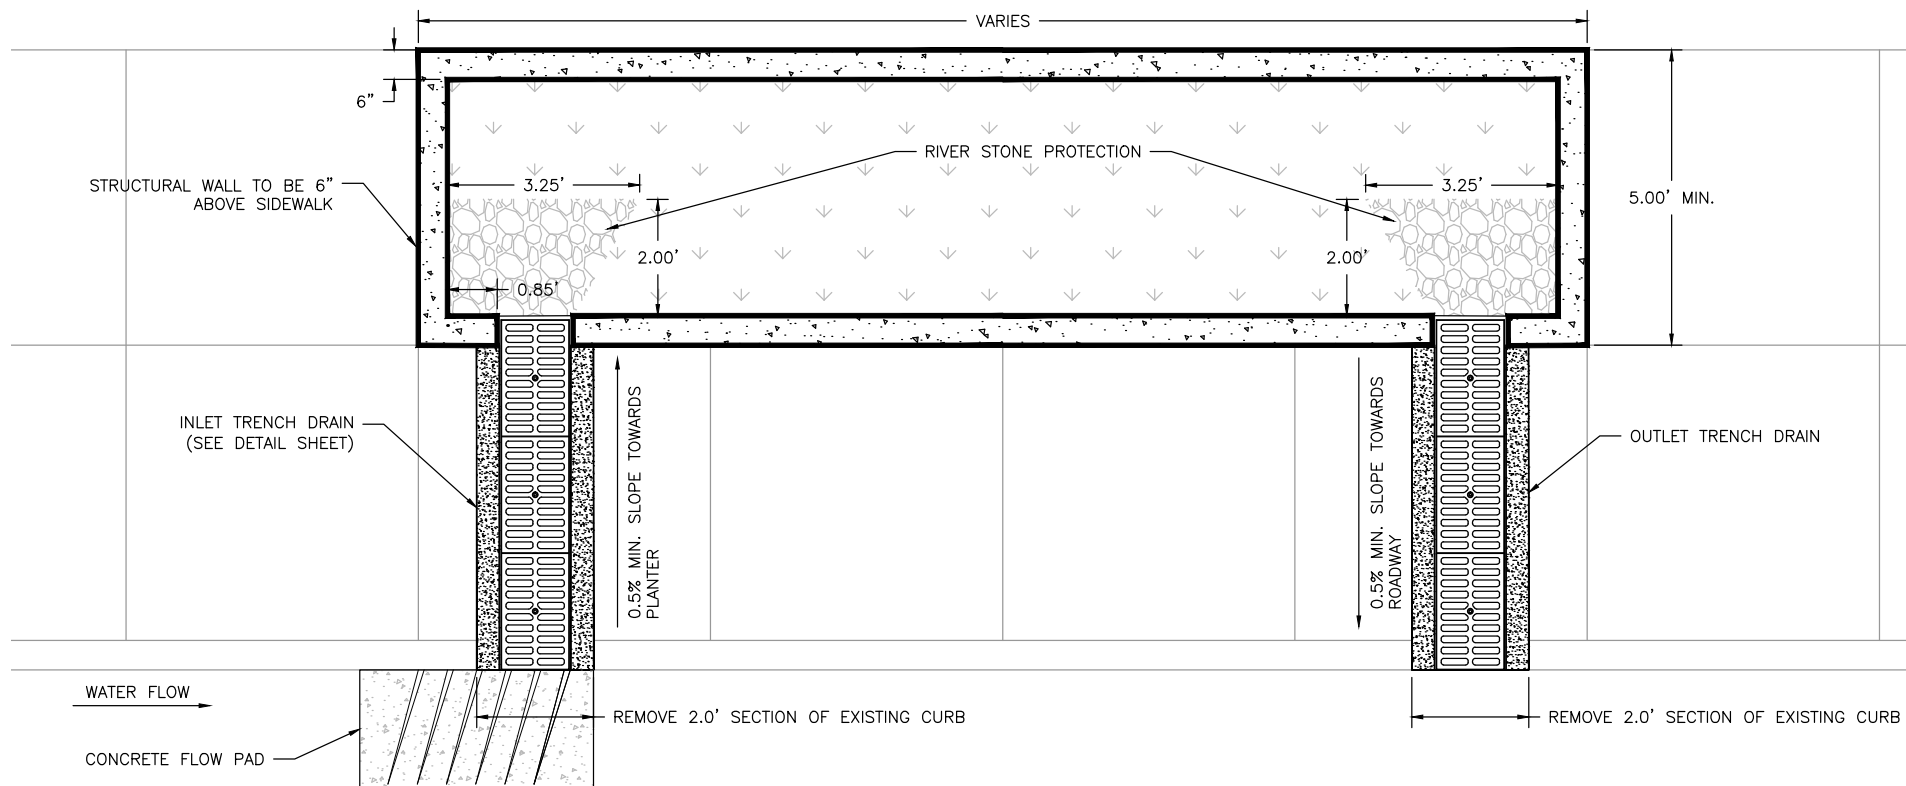 VARIES
6”
RIVER STONE PROTECTION
STRUCTURAL WALL TO BE 6”
ABOVE SIDEWALK
3.25’
3.25’
5.00’ MIN.
2.00’
2.00’
0.85’
INLET TRENCH DRAIN
(SEE DETAIL SHEET)
0.5% MIN. SLOPE TOWARDS
PLANTER
0.5% MIN. SLOPE TOWARDS
ROADWAY
OUTLET TRENCH DRAIN
WATER FLOW
REMOVE 2.0’ SECTION OF EXISTING CURB
REMOVE 2.0’ SECTION OF EXISTING CURB
CONCRETE FLOW PAD